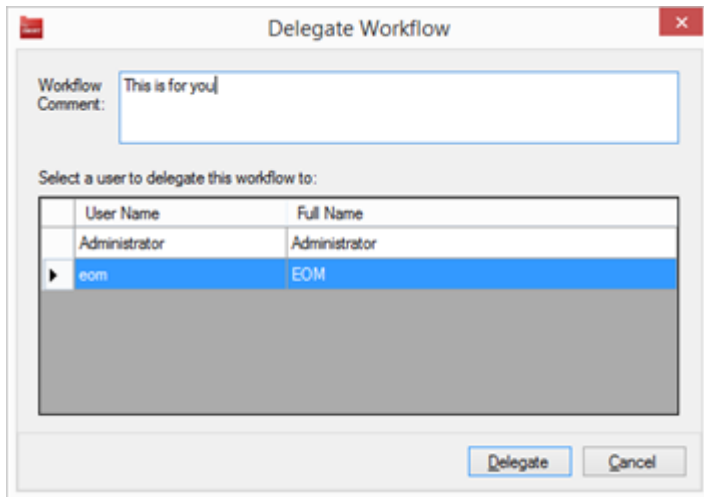 Delegate Workflow
Workflow Comment:
This is for you
Select a user to delegate this workflow to:
User Name Full Name
Administrator Administrator
eom EOM
Delegate Cancel